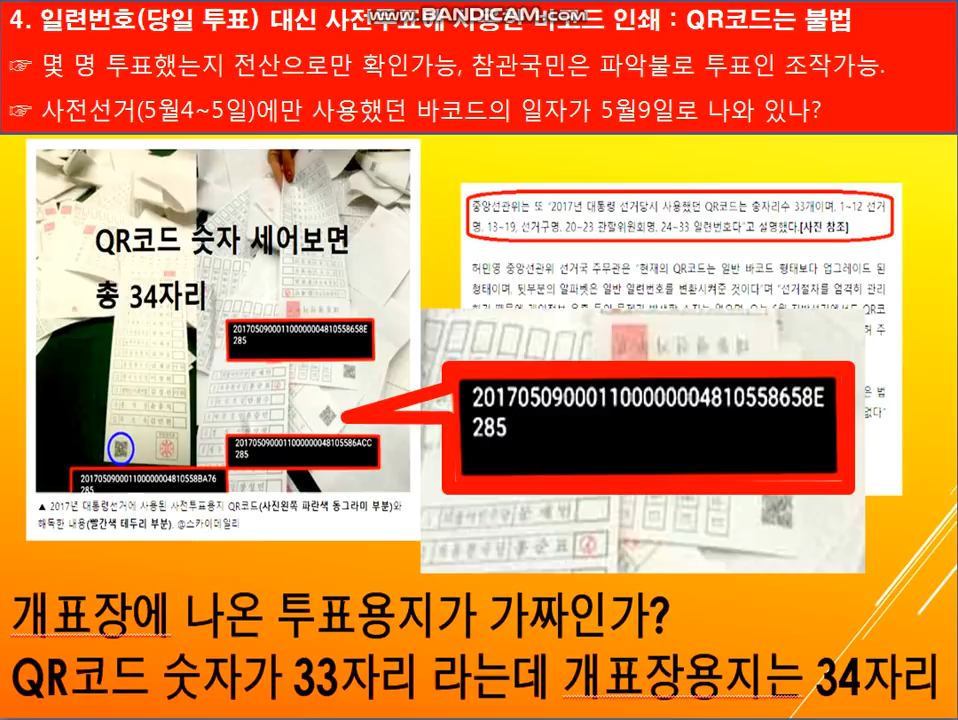 4. 일련번호(당일 투표) 대신 사전투표에 사용된 바코드 인쇄 : QR코드는 불법
www.BANDICAM.com
☞ 몇 명 투표했는지 전산으로만 확인가능, 참관국민은 파악불로 투표인 조작가능.
☞ 사전선거(5월4~5일)에만 사용했던 바코드의 일자가 5월9일로 나와 있나?
QR코드 숫자 세어보면
총 34자리
2017050900011000000004810558658E
285
20170509000110000000048105586ACC
285
2017050900011000000004810558BA76
285
▲ 2017년 대통령선거에 사용된 사전투표용지 QR코드(사진왼쪽 파란색 동그라미 부분)와
해독한 내용(빨간색 테두리 부분). @스카이데일리
중앙선관위는 또 "2017년 대통령 선거당시 사용했던 QR코드는 총자리수 33개이며, 1~12 선거
명, 13~19, 선거구명, 20~23 관할위원회명, 24~33 일련번호다"고 설명했다.[사진 참조]
허민영 중앙선관위 선거국 주무관은 "현재의 QR코드는 일반 바코드 형태보다 업그레이드 된
형태이며, 뒷부분의 알파벳은 일반 일련번호를 변환시켜준 것이다"며 "선거절차를 엄격히 관리
2017050900011000000004810558658E
285
개표장에 나온 투표용지가 가짜인가?
QR코드 숫자가 33자리 라는데 개표장용지는 34자리